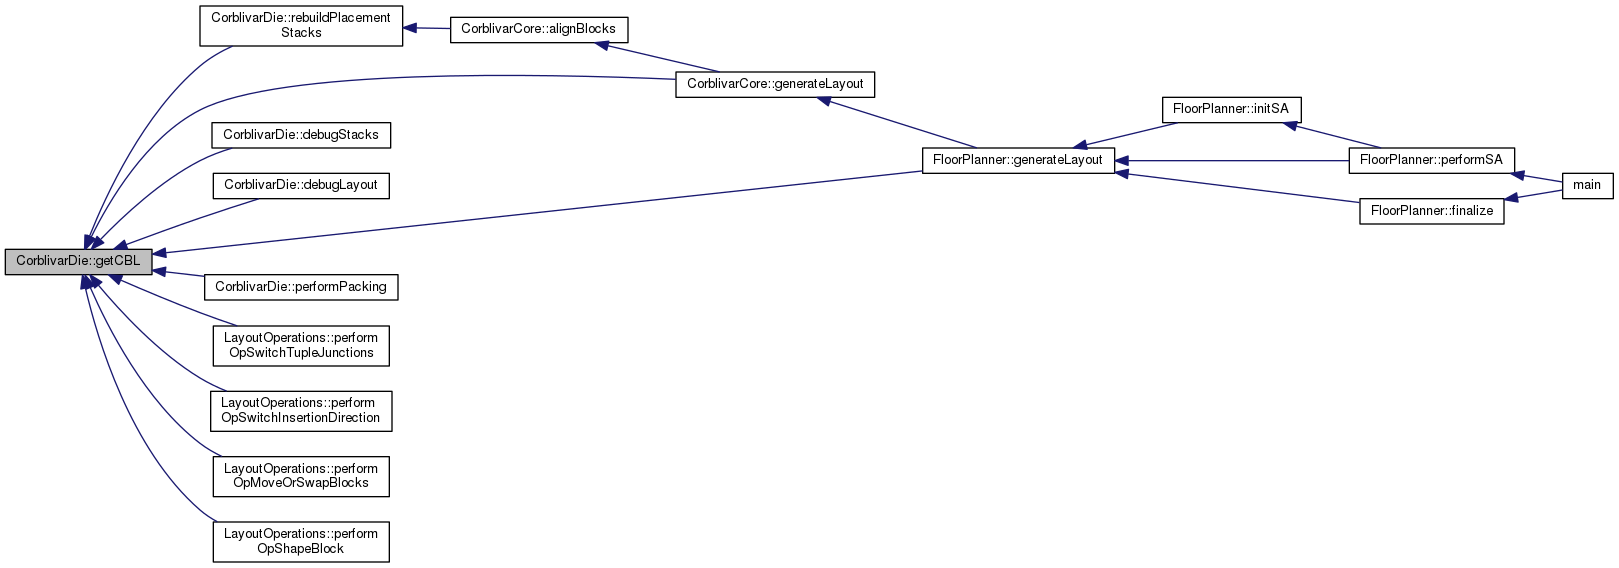 CorblivarDie::rebuildPlacement
Stacks
CorblivarCore::alignBlocks
CorblivarCore::generateLayout
FloorPlanner::initSA
CorblivarDie::debugStacks
FloorPlanner::generateLayout
FloorPlanner::performSA
CorblivarDie::debugLayout
main
FloorPlanner::finalize
CorblivarDie::getCBL
CorblivarDie::performPacking
LayoutOperations::perform
OpSwitchTupleJunctions
LayoutOperations::perform
OpSwitchInsertionDirection
LayoutOperations::perform
OpMoveOrSwapBlocks
LayoutOperations::perform
OpShapeBlock